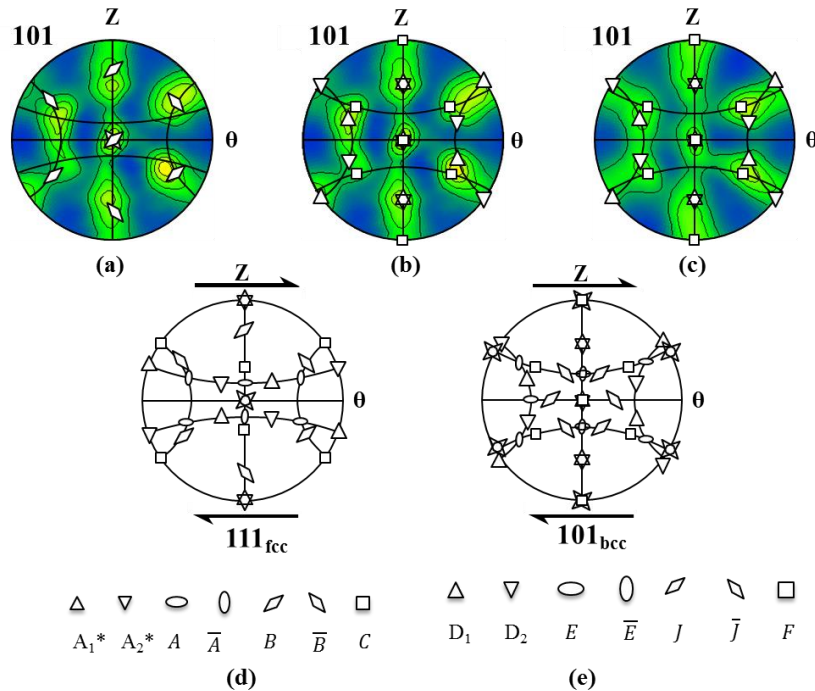 Z Z Z
101 101 101
θ θ θ
(a) (b) (c)
Z Z
θ θ
111fcc 101bcc
A₁* A₂* A A̅ B B̅ C
D₁ D₂ E E̅ J J̅ F
(d) (e)